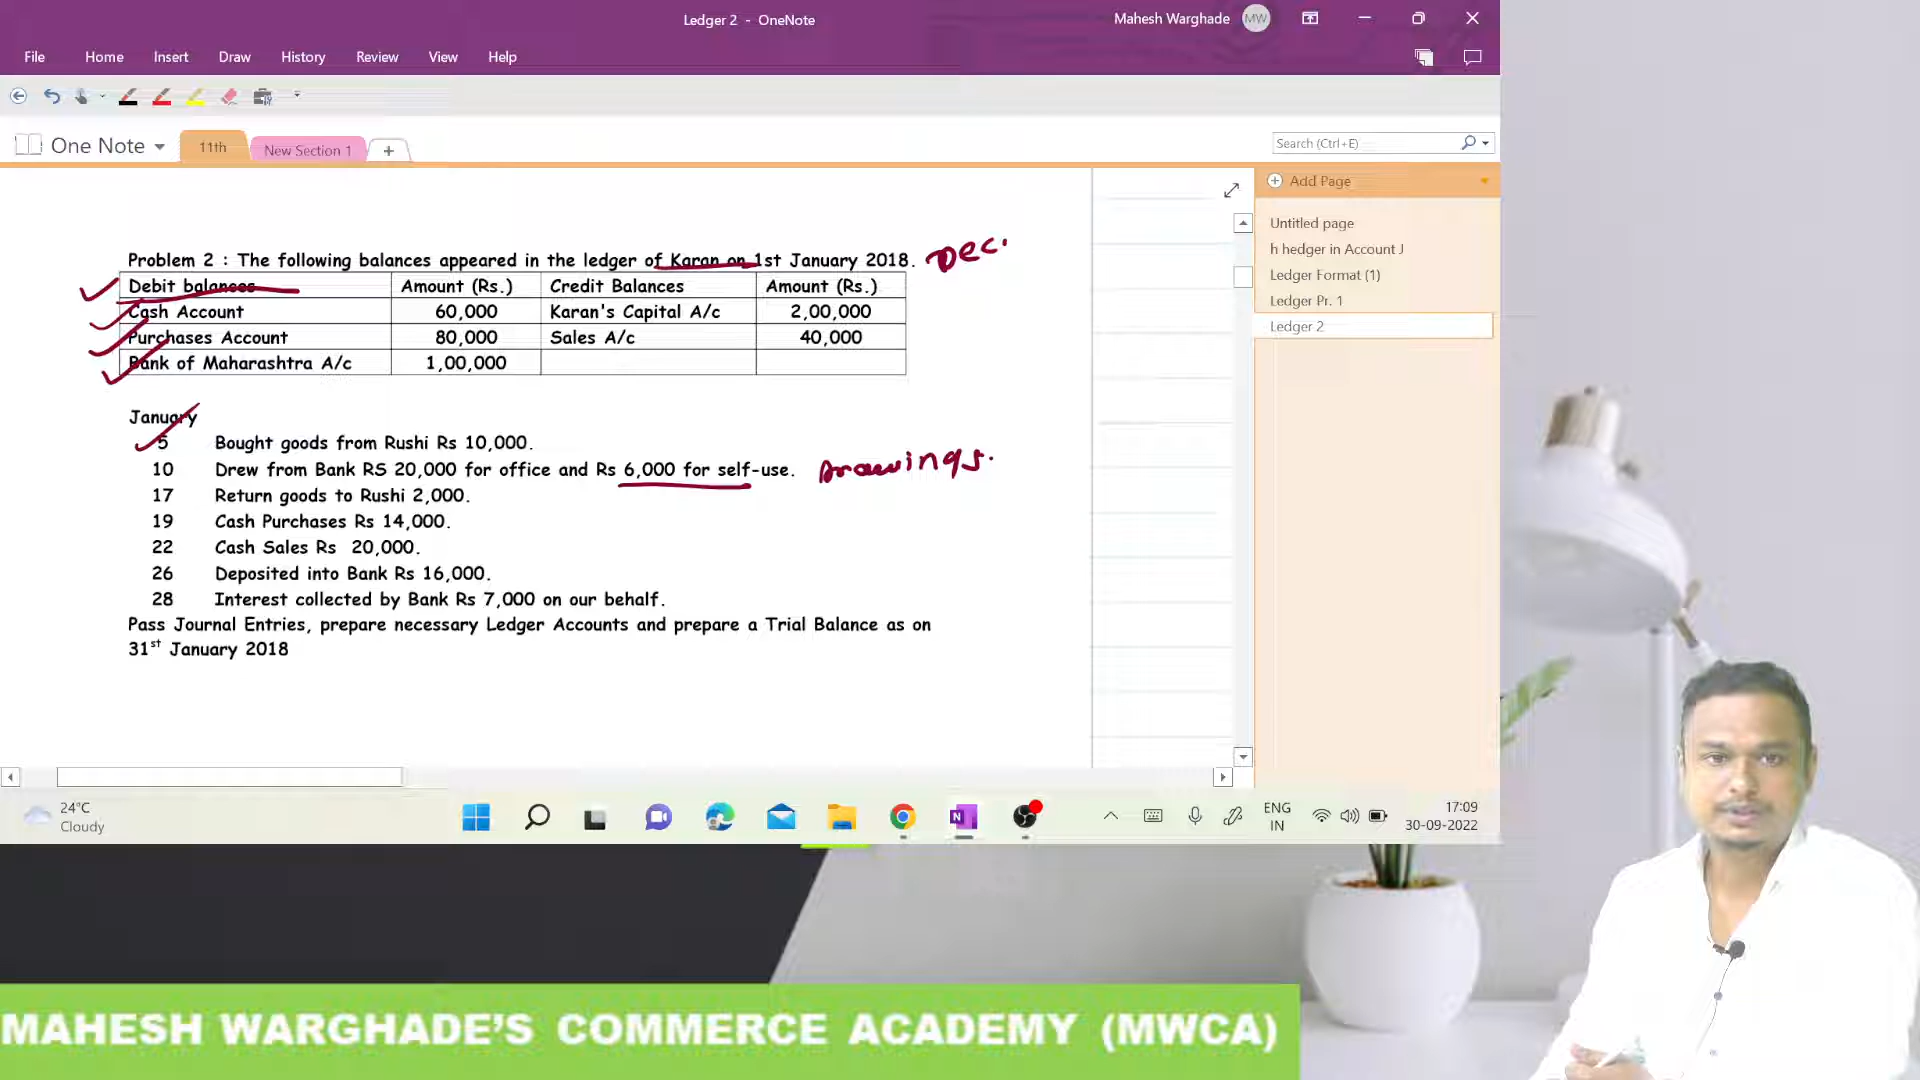 Ledger 2 - OneNote
Mahesh Warghade MW
File Home Insert Draw History Review View Help
One Note 11th New Section 1
Search (Ctrl+E)
Add Page
Untitled page
h hedger in Account J
Ledger Format (1)
Ledger Pr. 1
Ledger 2
Problem 2 : The following balances appeared in the ledger of Karan on 1st January 2018. Dec.
Debit balances Amount (Rs.) Credit Balances Amount (Rs.)
Cash Account 60,000 Karan's Capital A/c 2,00,000
Purchases Account 80,000 Sales A/c 40,000
Bank of Maharashtra A/c 1,00,000
January
5 Bought goods from Rushi Rs 10,000.
10 Drew from Bank RS 20,000 for office and Rs 6,000 for self-use. Drawings.
17 Return goods to Rushi 2,000.
19 Cash Purchases Rs 14,000.
22 Cash Sales Rs 20,000.
26 Deposited into Bank Rs 16,000.
28 Interest collected by Bank Rs 7,000 on our behalf.
Pass Journal Entries, prepare necessary Ledger Accounts and prepare a Trial Balance as on
31st January 2018
24°C
Cloudy
ENG
IN
17:09
30-09-2022
MAHESH WARGHADE'S COMMERCE ACADEMY (MWCA)